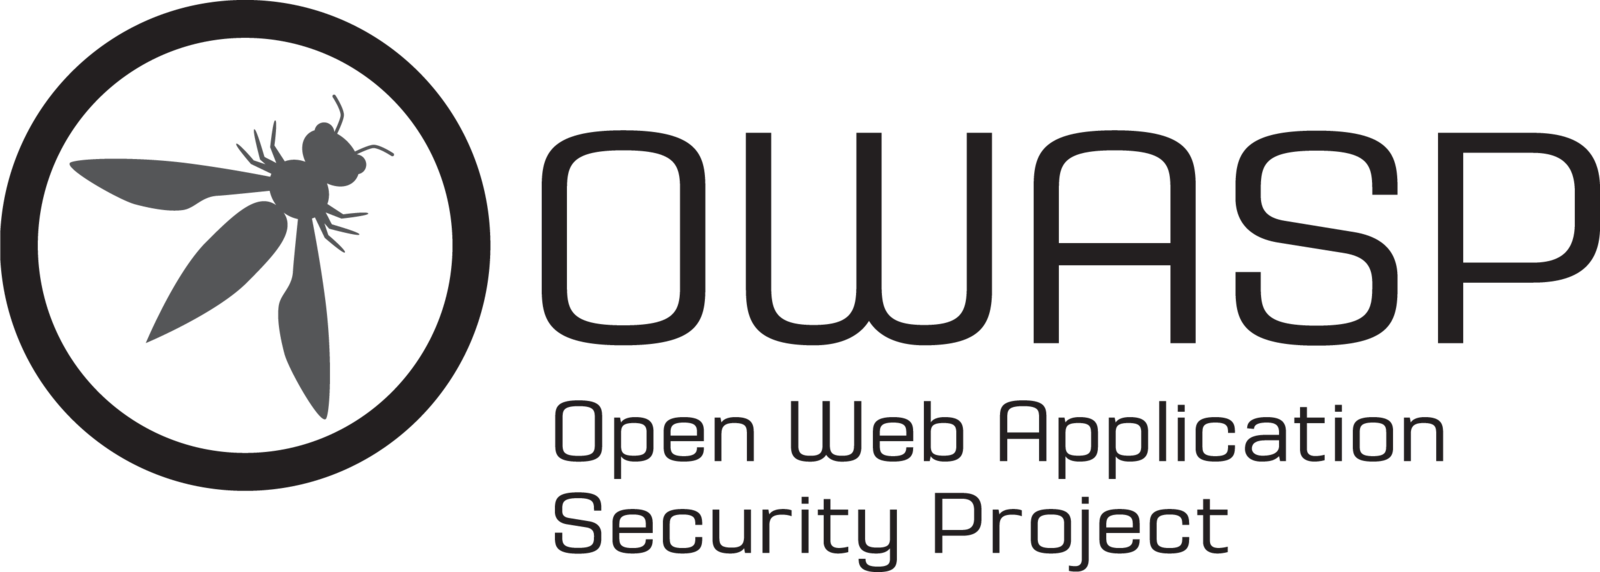 OWASP
Open Web Application
Security Project